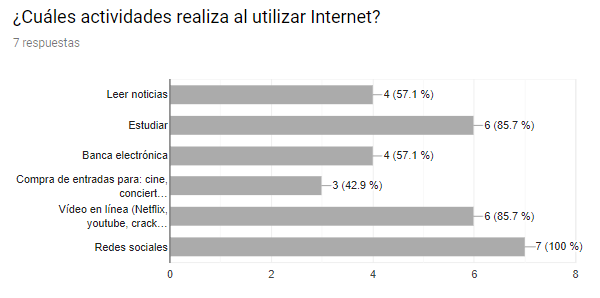 ¿Cuáles actividades realiza al utilizar Internet?
7 respuestas
Leer noticias
4 (57.1 %)
Estudiar
6 (85.7 %)
Banca electrónica
4 (57.1 %)
Compra de entradas para: cine,
conciert…
3 (42.9 %)
Vídeo en línea (Netflix,
youtube, crack…
6 (85.7 %)
Redes sociales
7 (100 %)
0 2 4 6 8